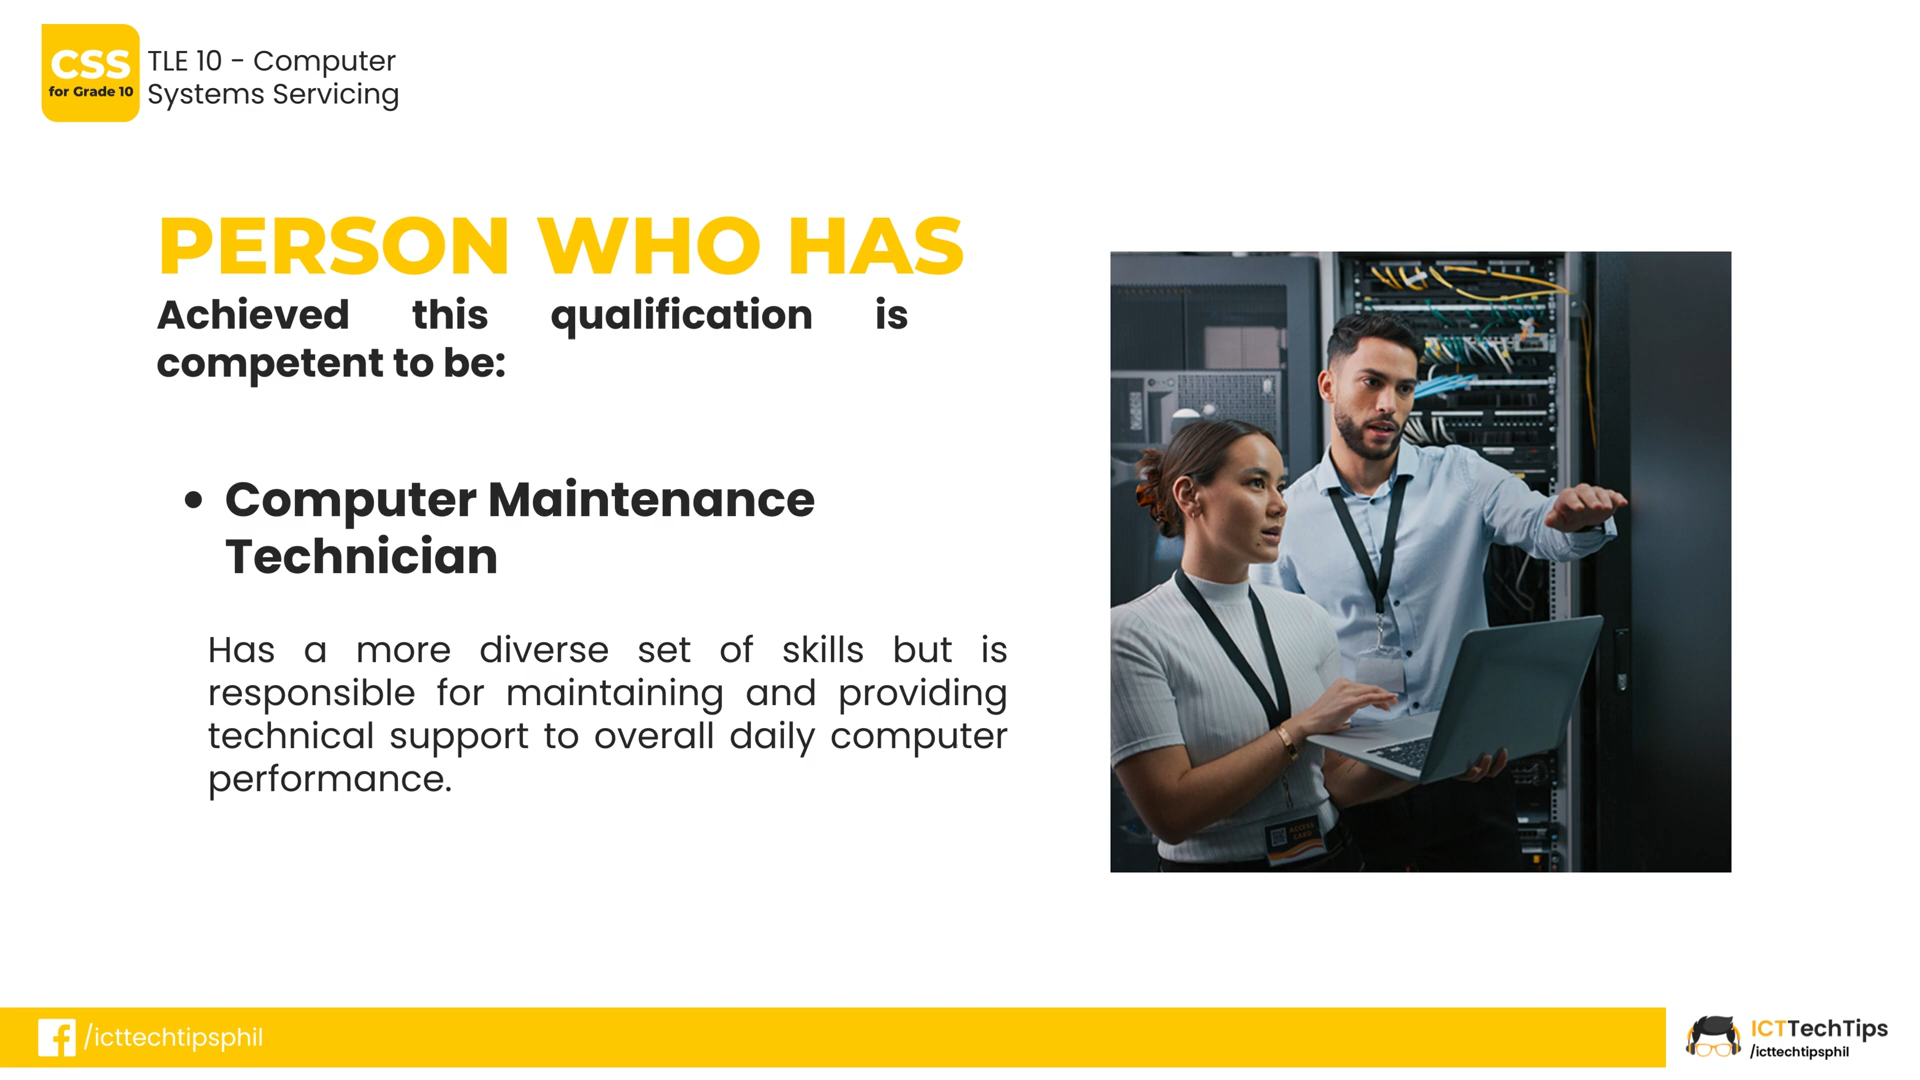 CSS
for Grade 10
TLE 10 - Computer
Systems Servicing
PERSON WHO HAS
Achieved this qualification is
competent to be:
• Computer Maintenance
Technician
Has a more diverse set of skills but is
responsible for maintaining and providing
technical support to overall daily computer
performance.
ACCESS
CARD
/icttechtipsphil
ICTTechTips
/icttechtipsphil